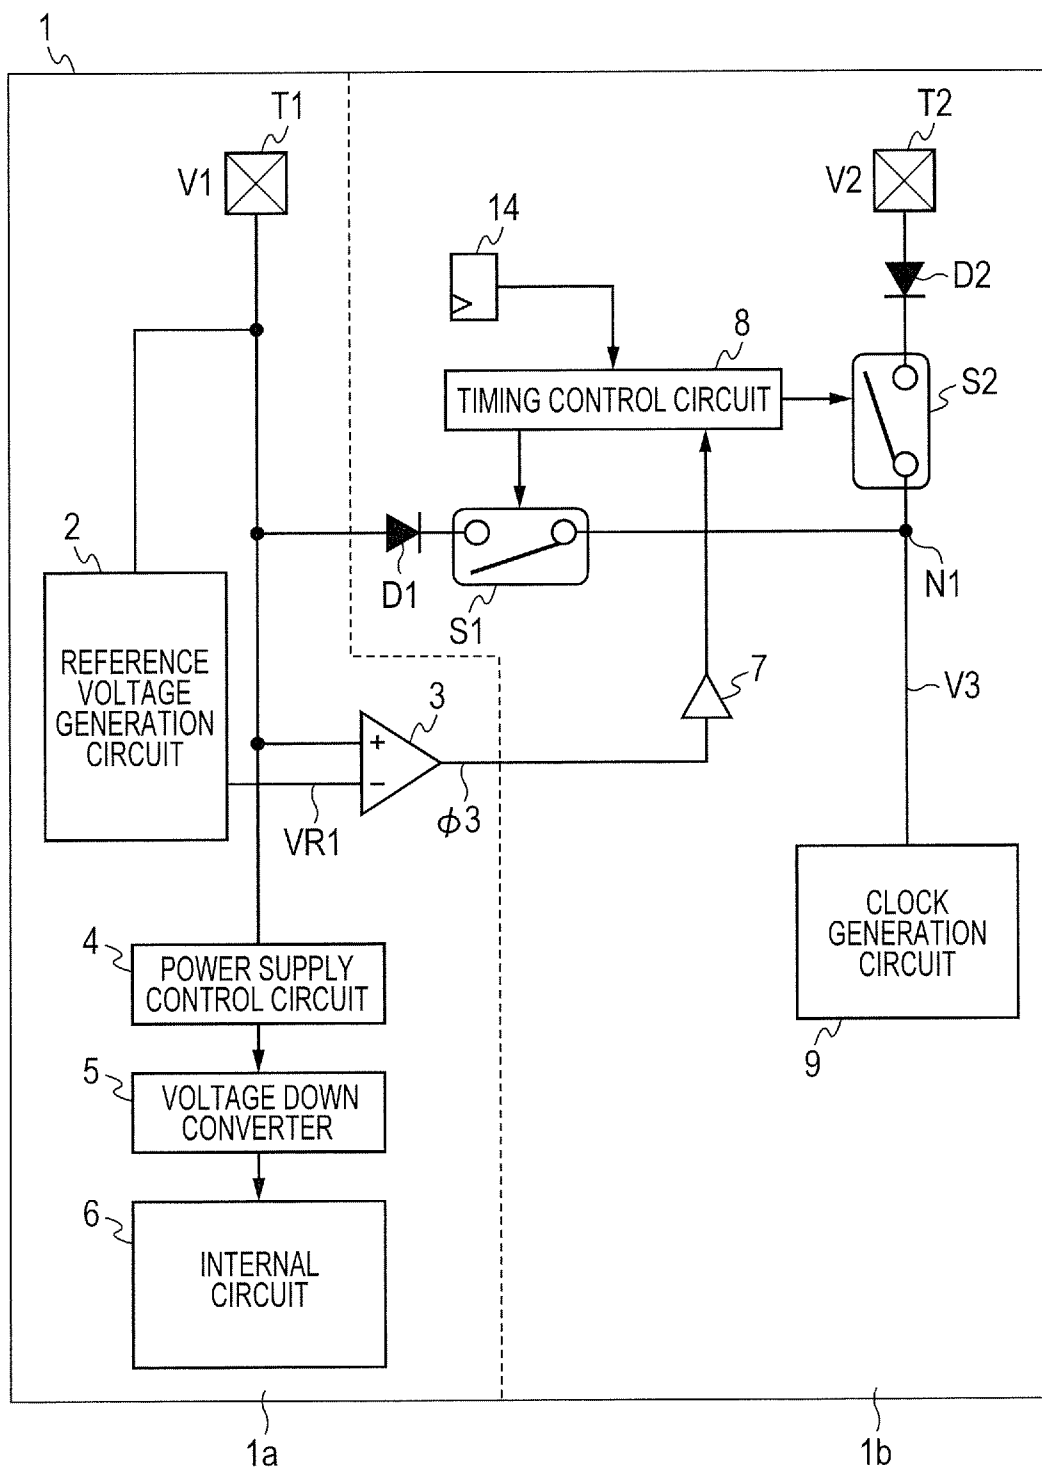 1
T1
V1
T2
V2
14
D2
8
TIMING CONTROL CIRCUIT
S2
2
D1
S1
N1
REFERENCE
VOLTAGE
GENERATION
CIRCUIT
3
+
−
7
V3
VR1
ϕ3
CLOCK
GENERATION
CIRCUIT
9
4
POWER SUPPLY
CONTROL CIRCUIT
5
VOLTAGE DOWN
CONVERTER
6
INTERNAL
CIRCUIT
1a
1b